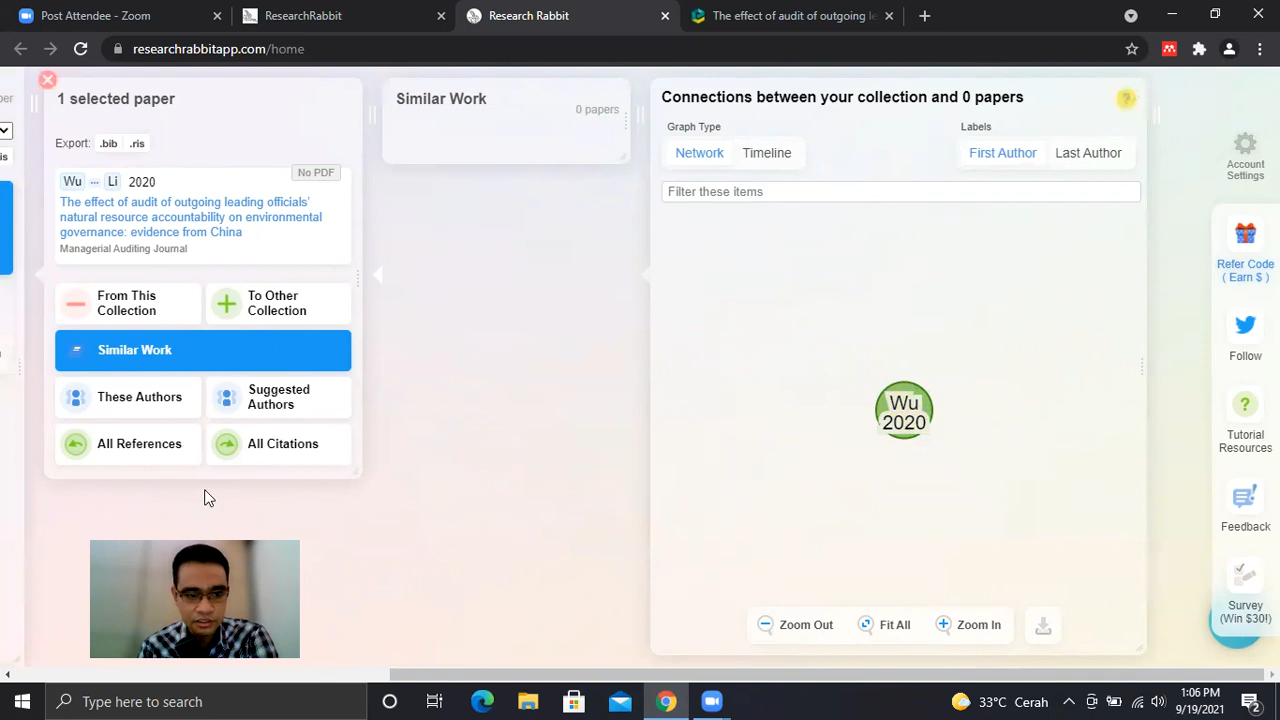 Post Attendee - Zoom
ResearchRabbit
Research Rabbit
The effect of audit of outgoing le
researchrabbitapp.com/home
1 selected paper
Export: .bib .ris
No PDF
Wu ... Li 2020
The effect of audit of outgoing leading officials'
natural resource accountability on environmental
governance: evidence from China
Managerial Auditing Journal
From This
Collection
To Other
Collection
Similar Work
These Authors
Suggested
Authors
All References
All Citations
Similar Work
0 papers
Connections between your collection and 0 papers
?
Graph Type
Labels
Network
Timeline
First Author
Last Author
Filter these items
Wu
2020
Zoom Out
Fit All
Zoom In
Account
Settings
Refer Code
( Earn $ )
Follow
?
Tutorial
Resources
Feedback
Survey
(Win $30!)
Type here to search
33°C Cerah
1:06 PM
9/19/2021
2